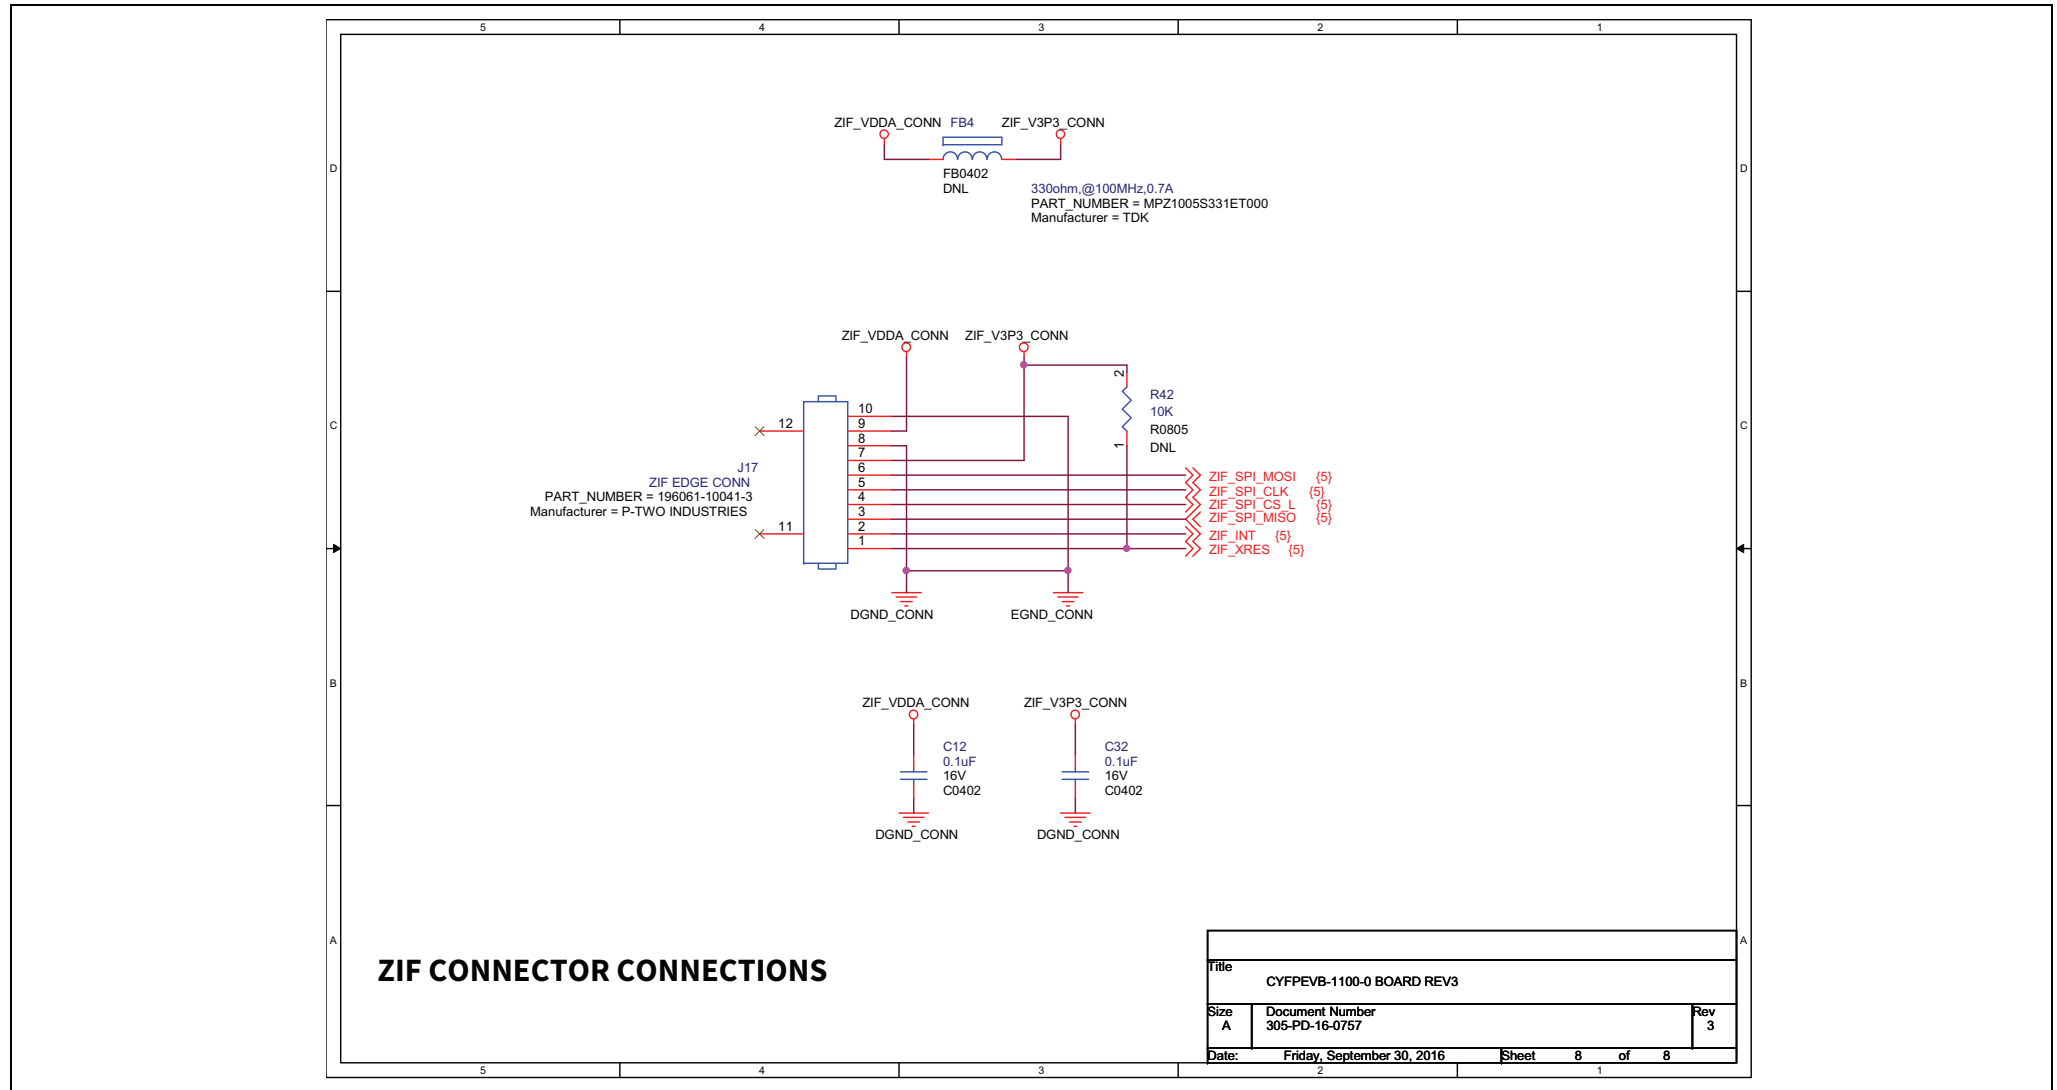 5 4 3 2 1
D D
ZIF_VDDA_CONN FB4 ZIF_V3P3_CONN
FB0402
DNL
330ohm,@100MHz,0.7A
PART_NUMBER = MPZ1005S331ET000
Manufacturer = TDK
C C
ZIF_VDDA_CONN ZIF_V3P3_CONN
2
R42
10K
R0805
DNL
1
10
12 9
8
7
6
5
4
3
11 2
1
J17
ZIF EDGE CONN
PART_NUMBER = 196061-10041-3
Manufacturer = P-TWO INDUSTRIES
ZIF_SPI_MOSI {5}
ZIF_SPI_CLK {5}
ZIF_SPI_CS_L {5}
ZIF_SPI_MISO {5}
ZIF_INT {5}
ZIF_XRES {5}
DGND_CONN EGND_CONN
B B
ZIF_VDDA_CONN ZIF_V3P3_CONN
C12
0.1uF
16V
C0402
C32
0.1uF
16V
C0402
DGND_CONN DGND_CONN
A A
ZIF CONNECTOR CONNECTIONS
Title
CYFPEVB-1100-0 BOARD REV3
Size Document Number Rev
A 305-PD-16-0757 3
Date: Friday, September 30, 2016 Sheet 8 of 8
5 4 3 2 1